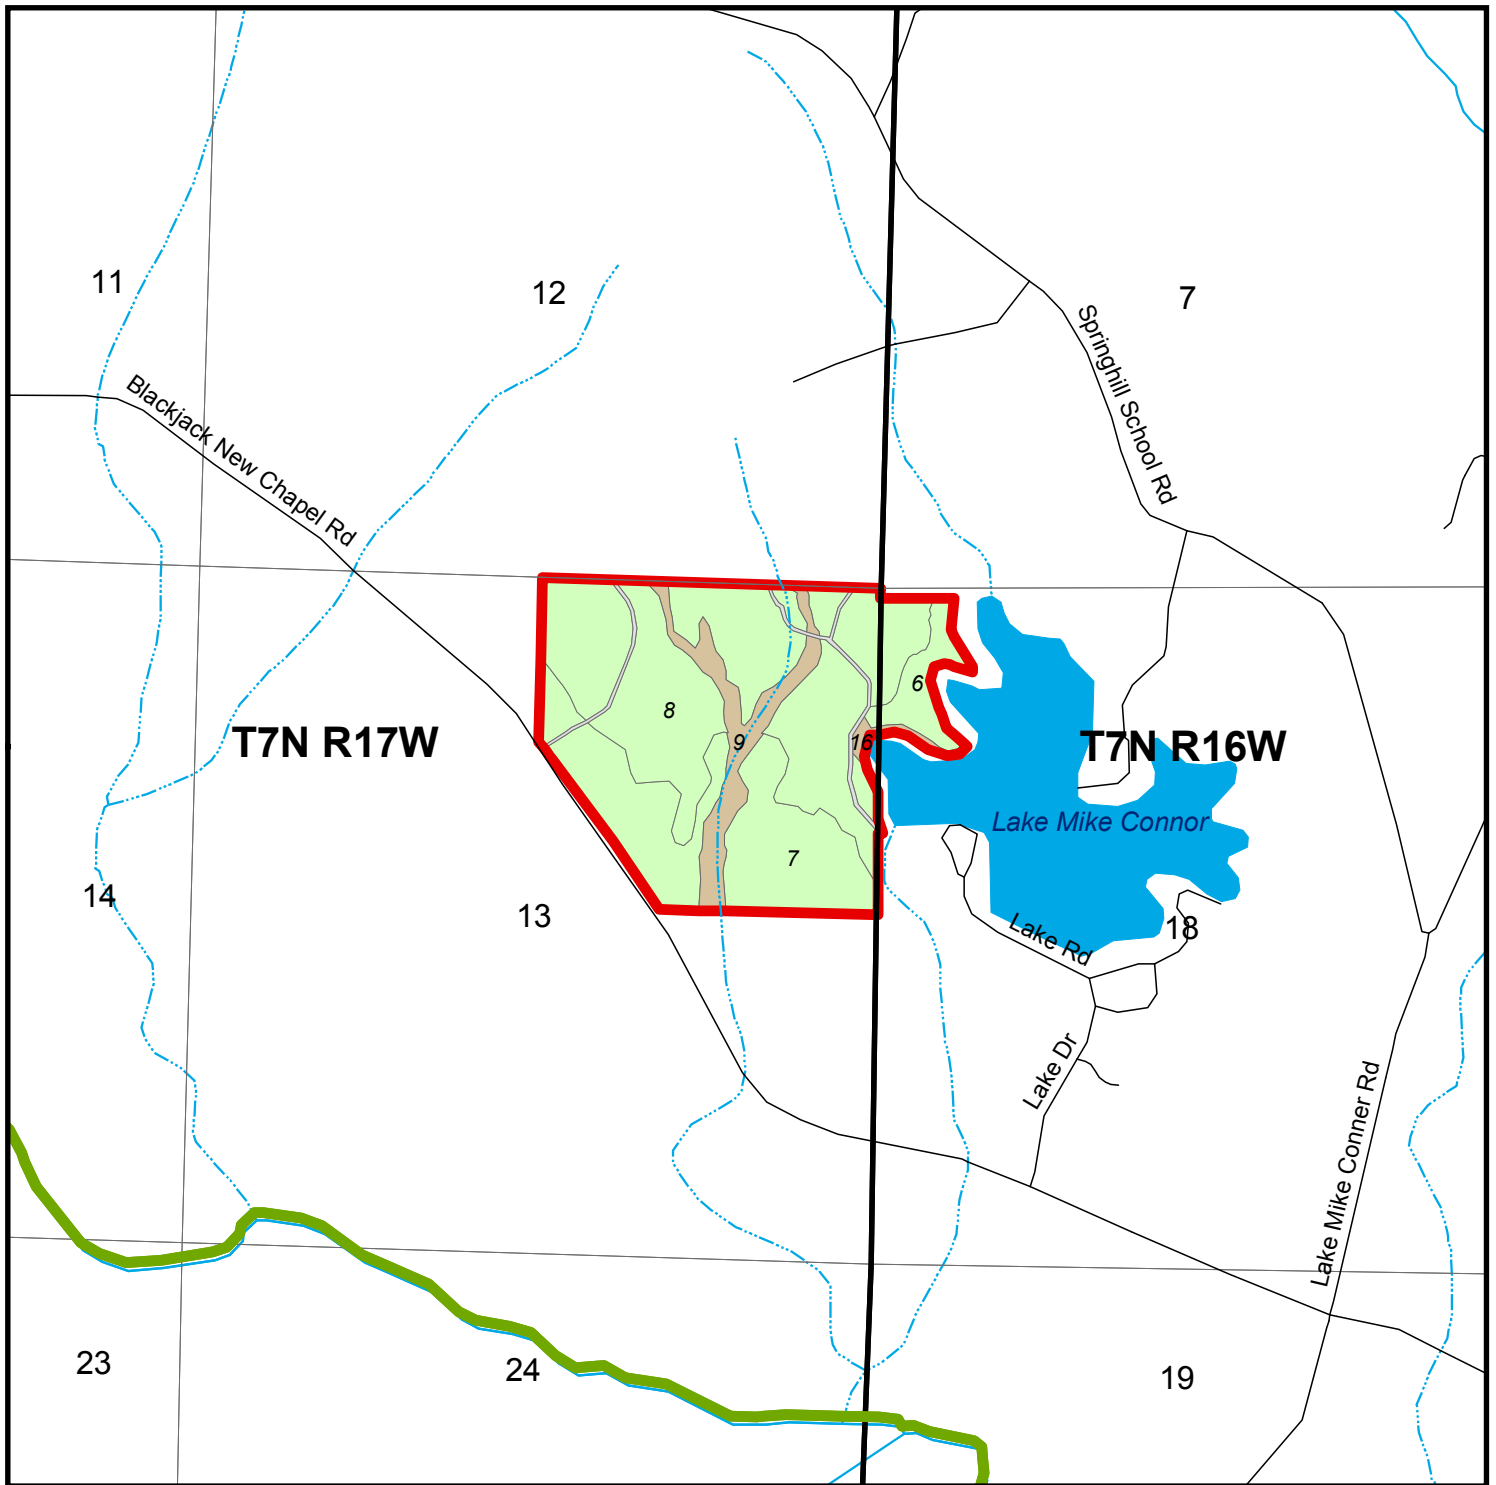 11
12
7
Springhill School Rd
Blackjack New Chapel Rd
6
8
T7N R17W
9
16
T7N R16W
Lake Mike Connor
7
14
13
Lake Rd
18
Lake Dr
Lake Mike Conner Rd
23
24
19